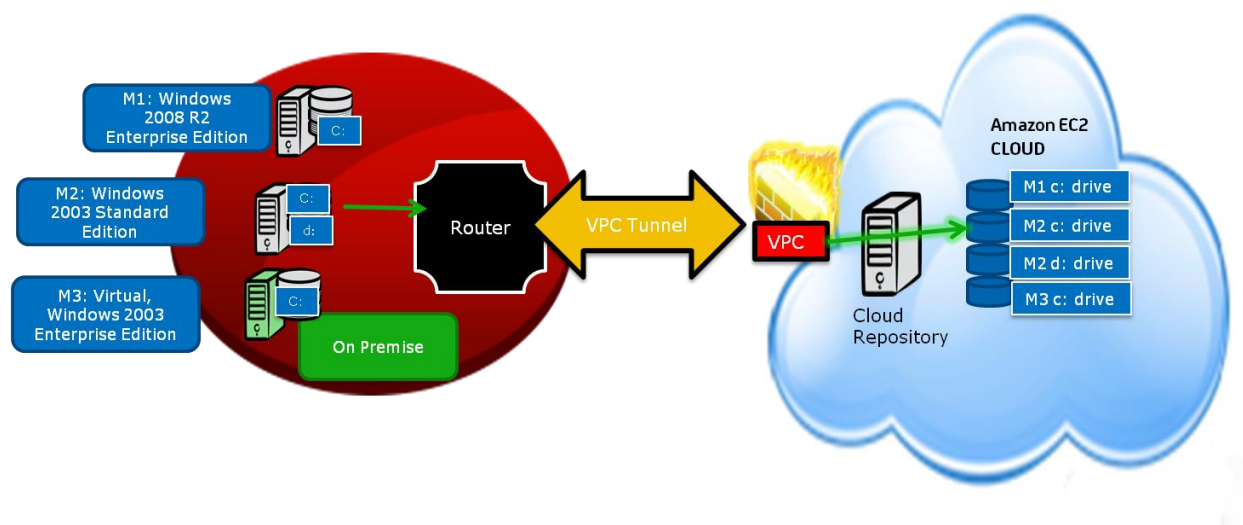 M1: Windows
2008 R2
Enterprise Edition
C:
M2: Windows
2003 Standard
Edition
C:
d:
M3: Virtual,
Windows 2003
Enterprise Edition
C:
On Premise
Router
VPC Tunnel
VPC
Cloud
Repository
Amazon EC2
CLOUD
M1 c: drive
M2 c: drive
M2 d: drive
M3 c: drive